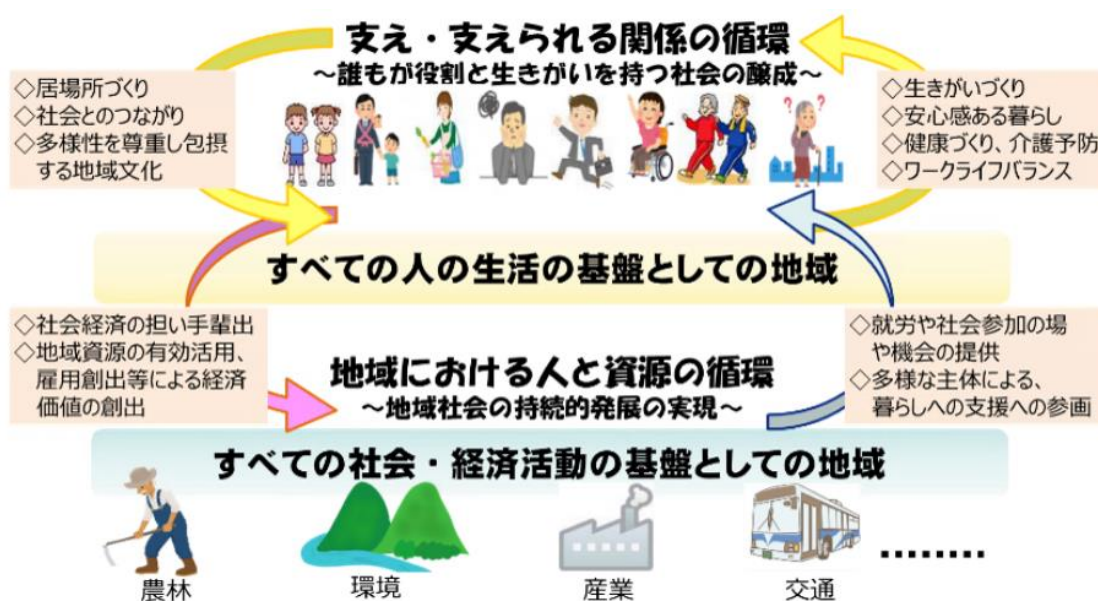 支え・支えられる関係の循環
～誰もが役割と生きがいを持つ社会の醸成～
◇居場所づくり
◇社会とのつながり
◇多様性を尊重し包摂
する地域文化
◇生きがいづくり
◇安心感ある暮らし
◇健康づくり、介護予防
◇ワークライフバランス
? ?
すべての人の生活の基盤としての地域
◇社会経済の担い手輩出
◇地域資源の有効活用、
雇用創出等による経済
価値の創出
地域における人と資源の循環
～地域社会の持続的発展の実現～
◇就労や社会参加の場
や機会の提供
◇多様な主体による、
暮らしへの支援への参画
すべての社会・経済活動の基盤としての地域
農林
環境
産業
交通
………